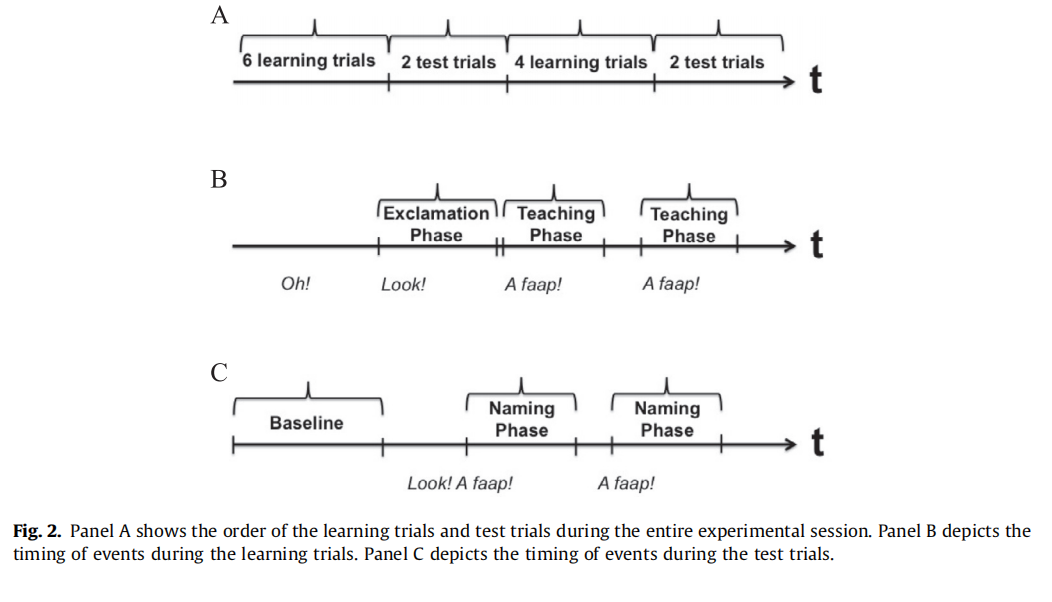 A
6 learning trials 2 test trials 4 learning trials 2 test trials
t
B
Exclamation Phase Teaching Phase Teaching Phase
t
Oh! Look! A faap! A faap!
C
Baseline Naming Phase Naming Phase
t
Look! A faap! A faap!
Fig. 2. Panel A shows the order of the learning trials and test trials during the entire experimental session. Panel B depicts the
timing of events during the learning trials. Panel C depicts the timing of events during the test trials.